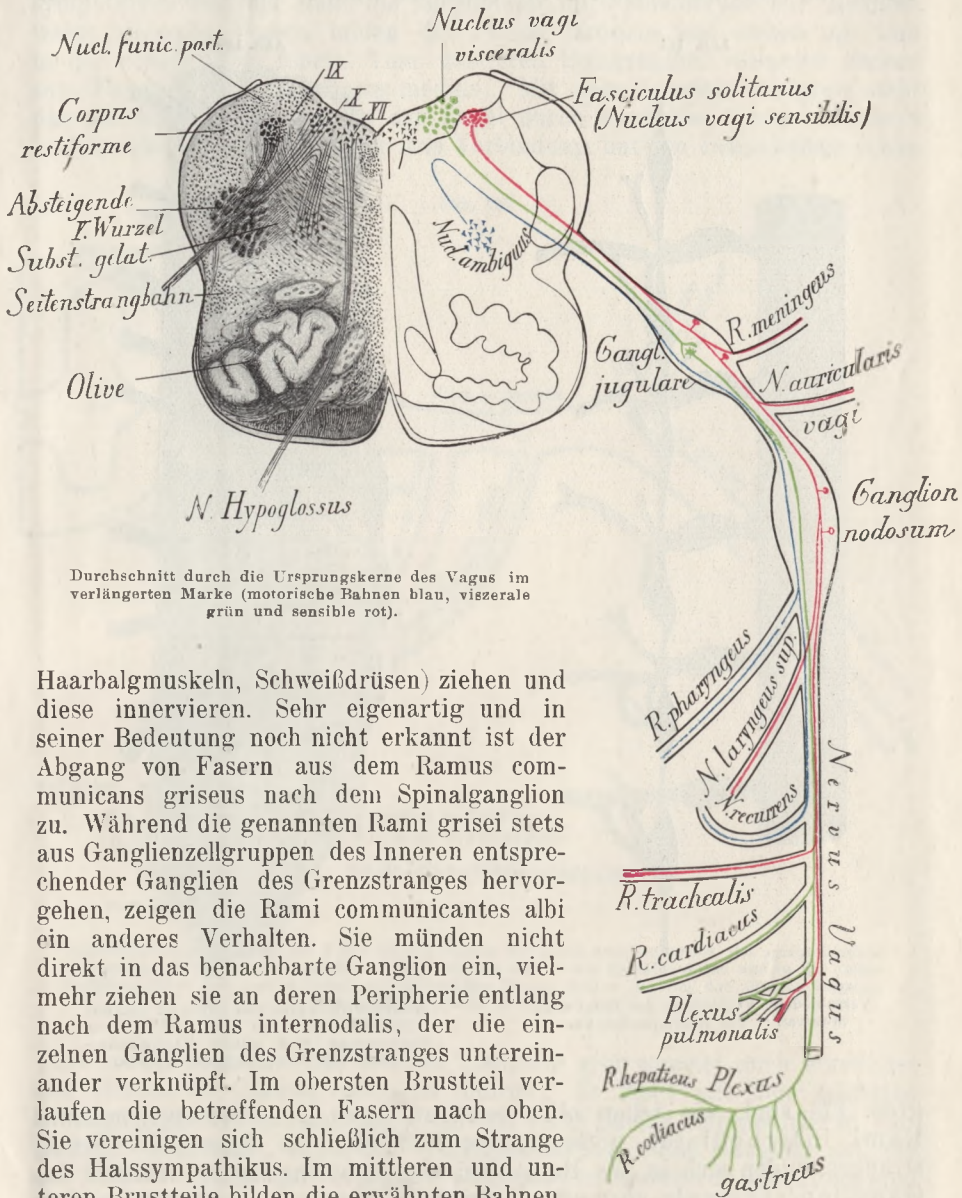 Nucleus vagi
visceralis
Nucl. funic. post.
IX
X
XII
Fasciculus solitarius
(Nucleus vagi sensibilis)
Corpus
restiforme
Absteigende
V. Wurzel
Subst. gelat.
Seitenstrangbahn
Olive
Nucl. ambiguus
Gangl.
jugulare
R. meningeus
N. auricularis
vagi
N. Hypoglossus
Ganglion
nodosum
Durchschnitt durch die Ursprungskerne des Vagus im
verlängerten Marke (motorische Bahnen blau, viszerale
grün und sensible rot).
R. pharyngeus
N. laryngeus sup.
N. recurrens
Nervus Vagus
R. trachealis
R. cardiacus
Plexus
pulmonalis
R. hepaticus Plexus
R. coeliacus
gastricus
Haarbalgmuskeln, Schweißdrüsen) ziehen und
diese innervieren. Sehr eigenartig und in
seiner Bedeutung noch nicht erkannt ist der
Abgang von Fasern aus dem Ramus com-
municans griseus nach dem Spinalganglion
zu. Während die genannten Rami grisei stets
aus Ganglienzellgruppen des Inneren entspre-
chender Ganglien des Grenzstranges hervor-
gehen, zeigen die Rami communicantes albi
ein anderes Verhalten. Sie münden nicht
direkt in das benachbarte Ganglion ein, viel-
mehr ziehen sie an deren Peripherie entlang
nach dem Ramus internodalis, der die ein-
zelnen Ganglien des Grenzstranges unterein-
ander verknüpft. Im obersten Brustteil ver-
laufen die betreffenden Fasern nach oben.
Sie vereinigen sich schließlich zum Strange
des Halssympathikus. Im mittleren und un-
teren Brustteile bilden die erwähnten Bahnen